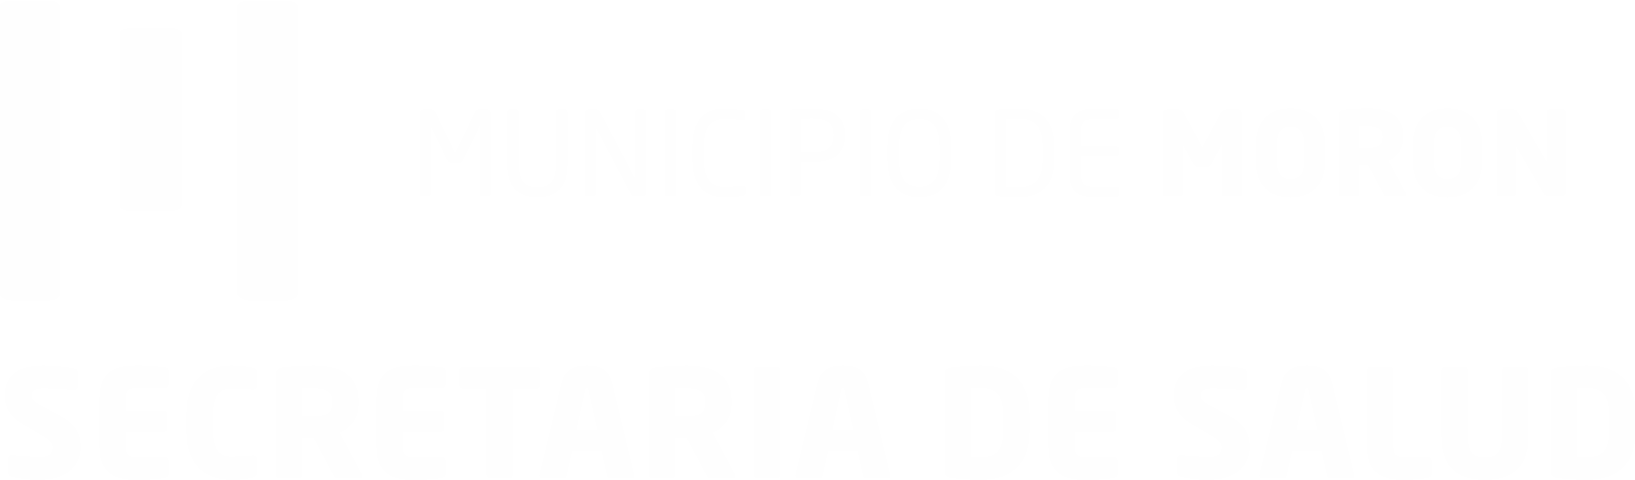 MUNICIPIO DE MORON
SECRETARIA DE SALUD